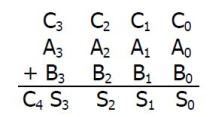 C₃ C₂ C₁ C₀
A₃ A₂ A₁ A₀
+ B₃ B₂ B₁ B₀
C₄ S₃ S₂ S₁ S₀